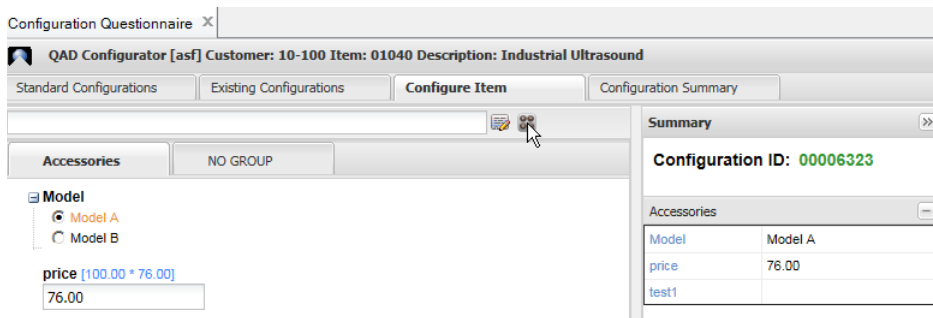 Configuration Questionnaire X
QAD Configurator [asf] Customer: 10-100 Item: 01040 Description: Industrial Ultrasound
Standard Configurations Existing Configurations Configure Item Configuration Summary
Summary
Accessories NO GROUP
Configuration ID: 00006323
Model
Model A
Model B
price [100.00 * 76.00]
76.00
Accessories
Model Model A
price 76.00
test1